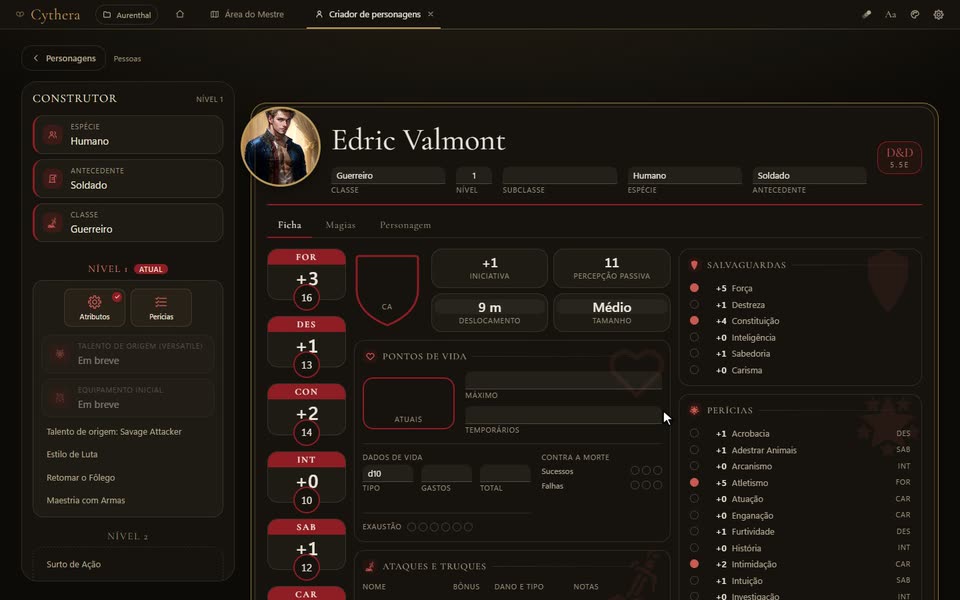 Cythera
Aurenthal
Área do Mestre
Criador de personagens
Aa
Personagens
Pessoas
CONSTRUTOR
NÍVEL 1
ESPÉCIE
Humano
ANTECEDENTE
Soldado
CLASSE
Guerreiro
NÍVEL 1
ATUAL
Atributos
Perícias
TALENTO DE ORIGEM (VERSATILE)
Em breve
EQUIPAMENTO INICIAL
Em breve
Talento de origem: Savage Attacker
Estilo de Luta
Retomar o Fôlego
Maestria com Armas
NÍVEL 2
Surto de Ação
Edric Valmont
Guerreiro
CLASSE
1
NÍVEL
SUBCLASSE
Humano
ESPÉCIE
Soldado
ANTECEDENTE
D&D
5.5E
Ficha
Magias
Personagem
FOR
+3
16
DES
+1
13
CON
+2
14
INT
+0
10
SAB
+1
12
CAR
CA
+1
INICIATIVA
11
PERCEPÇÃO PASSIVA
9 m
DESLOCAMENTO
Médio
TAMANHO
PONTOS DE VIDA
ATUAIS
MÁXIMO
TEMPORÁRIOS
DADOS DE VIDA
d10
TIPO
GASTOS
TOTAL
CONTRA A MORTE
Sucessos
Falhas
EXAUSTÃO
ATAQUES E TRUQUES
NOME BÔNUS DANO E TIPO NOTAS
SALVAGUARDAS
+5 Força
+1 Destreza
+4 Constituição
+0 Inteligência
+1 Sabedoria
+0 Carisma
PERÍCIAS
+1 Acrobacia DES
+1 Adestrar Animais SAB
+0 Arcanismo INT
+5 Atletismo FOR
+0 Atuação CAR
+0 Enganação CAR
+1 Furtividade DES
+0 História INT
+2 Intimidação CAR
+1 Intuição SAB
+0 Investigação INT